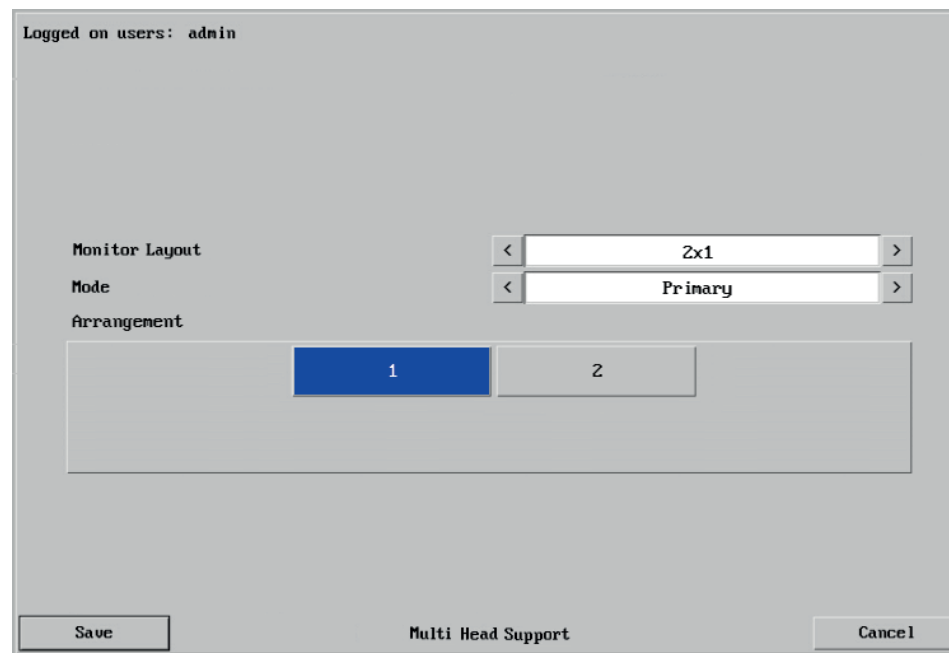 Logged on users: admin
Monitor Layout
< 2x1 >
Mode
< Primary >
Arrangement
1 2
Save Multi Head Support Cancel